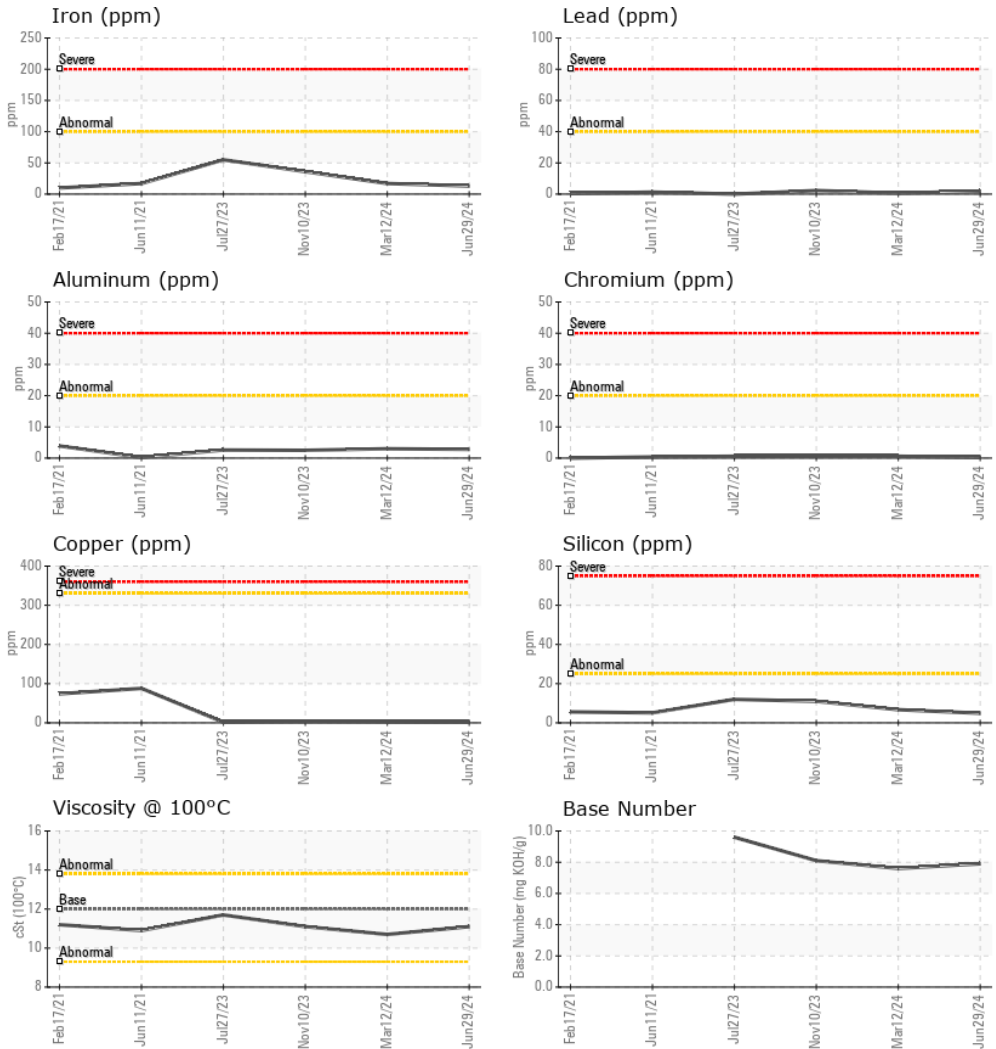 Iron (ppm)
250
200
150
100
50
0
ppm
Severe
Abnormal
Feb17/21
Jun11/21
Jul27/23
Nov10/23
Mar12/24
Jun29/24
Lead (ppm)
100
80
60
40
20
0
ppm
Severe
Abnormal
Feb17/21
Jun11/21
Jul27/23
Nov10/23
Mar12/24
Jun29/24
Aluminum (ppm)
50
40
30
20
10
0
ppm
Severe
Abnormal
Feb17/21
Jun11/21
Jul27/23
Nov10/23
Mar12/24
Jun29/24
Chromium (ppm)
50
40
30
20
10
0
ppm
Severe
Abnormal
Feb17/21
Jun11/21
Jul27/23
Nov10/23
Mar12/24
Jun29/24
Copper (ppm)
400
300
200
100
0
ppm
Severe
Abnormal
Feb17/21
Jun11/21
Jul27/23
Nov10/23
Mar12/24
Jun29/24
Silicon (ppm)
80
60
40
20
0
ppm
Severe
Abnormal
Feb17/21
Jun11/21
Jul27/23
Nov10/23
Mar12/24
Jun29/24
Viscosity @ 100°C
16
14
12
10
8
cSt (100°C)
Abnormal
Base
Abnormal
Feb17/21
Jun11/21
Jul27/23
Nov10/23
Mar12/24
Jun29/24
Base Number
10.0
8.0
6.0
4.0
2.0
0.0
Base Number (mg KOH/g)
Feb17/21
Jun11/21
Jul27/23
Nov10/23
Mar12/24
Jun29/24